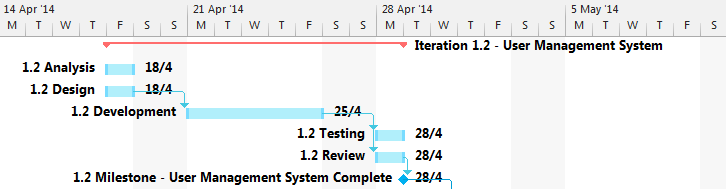 14 Apr '14 21 Apr '14 28 Apr '14 5 May '14
M T W T F S S M T W T F S S M T W T F S S M T W T F S
Iteration 1.2 - User Management System
1.2 Analysis 18/4
1.2 Design 18/4
1.2 Development 25/4
1.2 Testing 28/4
1.2 Review 28/4
1.2 Milestone - User Management System Complete 28/4